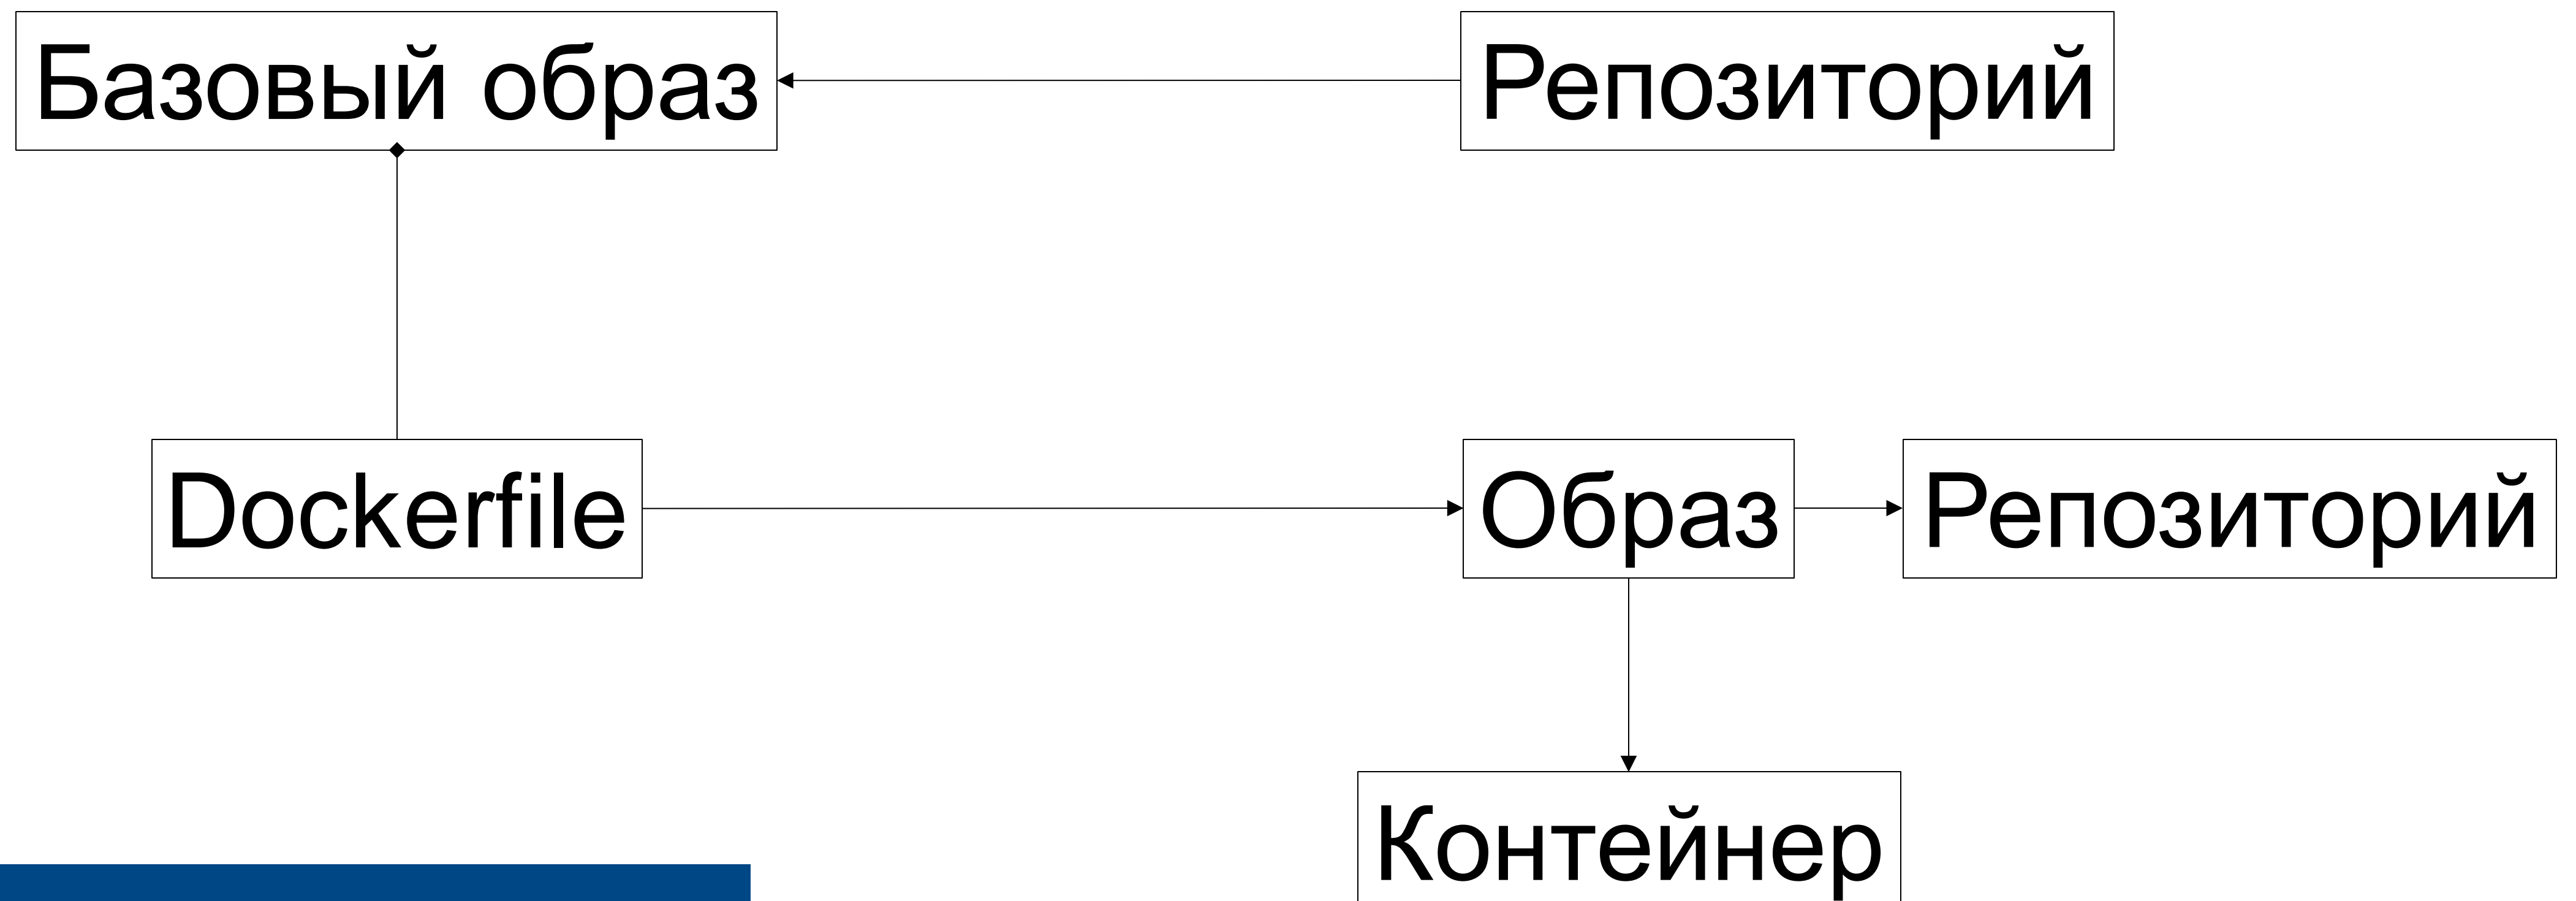 Базовый образ
Репозиторий
Dockerfile
Образ
Репозиторий
Контейнер